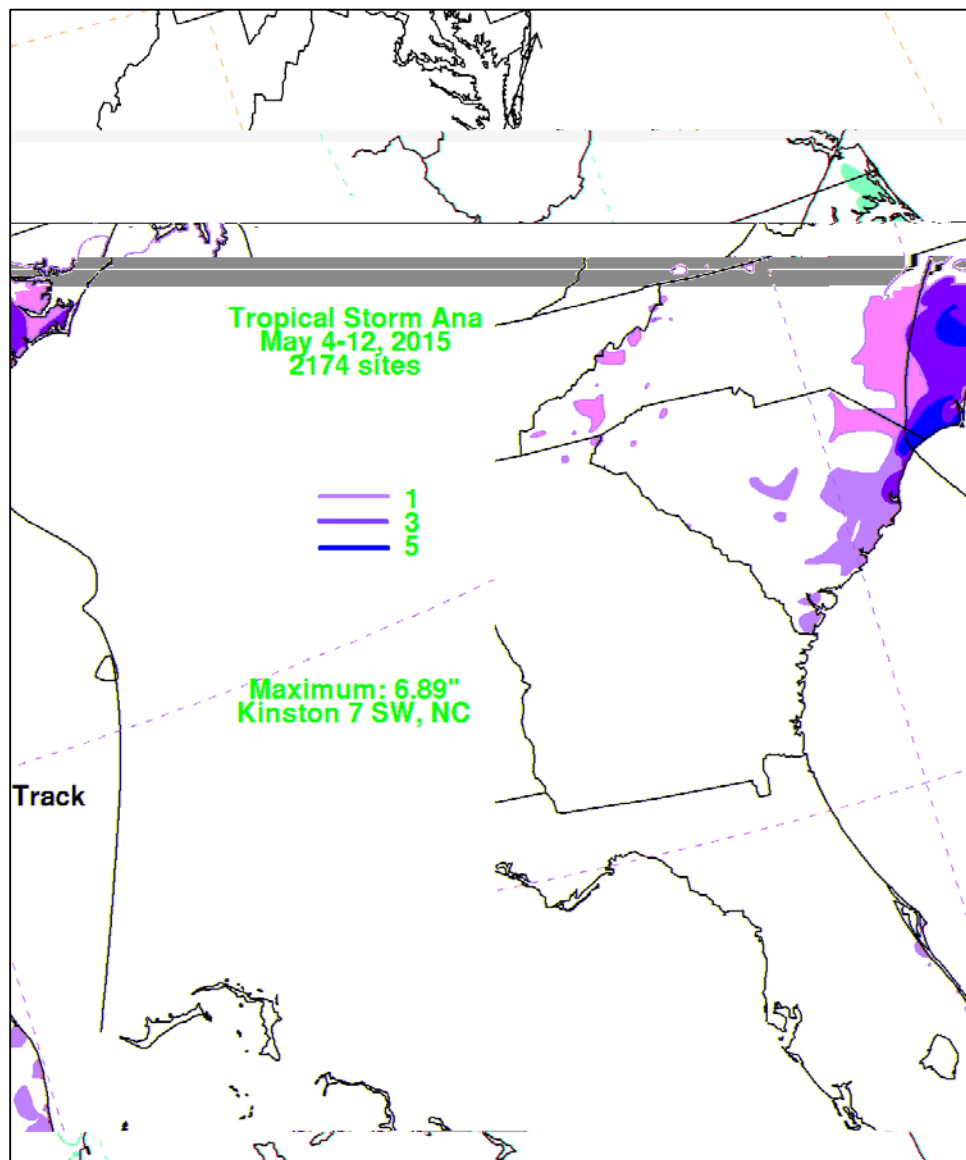 Tropical Storm Ana
May 4-12, 2015
2174 sites
1
3
5
Maximum: 6.89"
Kinston 7 SW, NC
Track